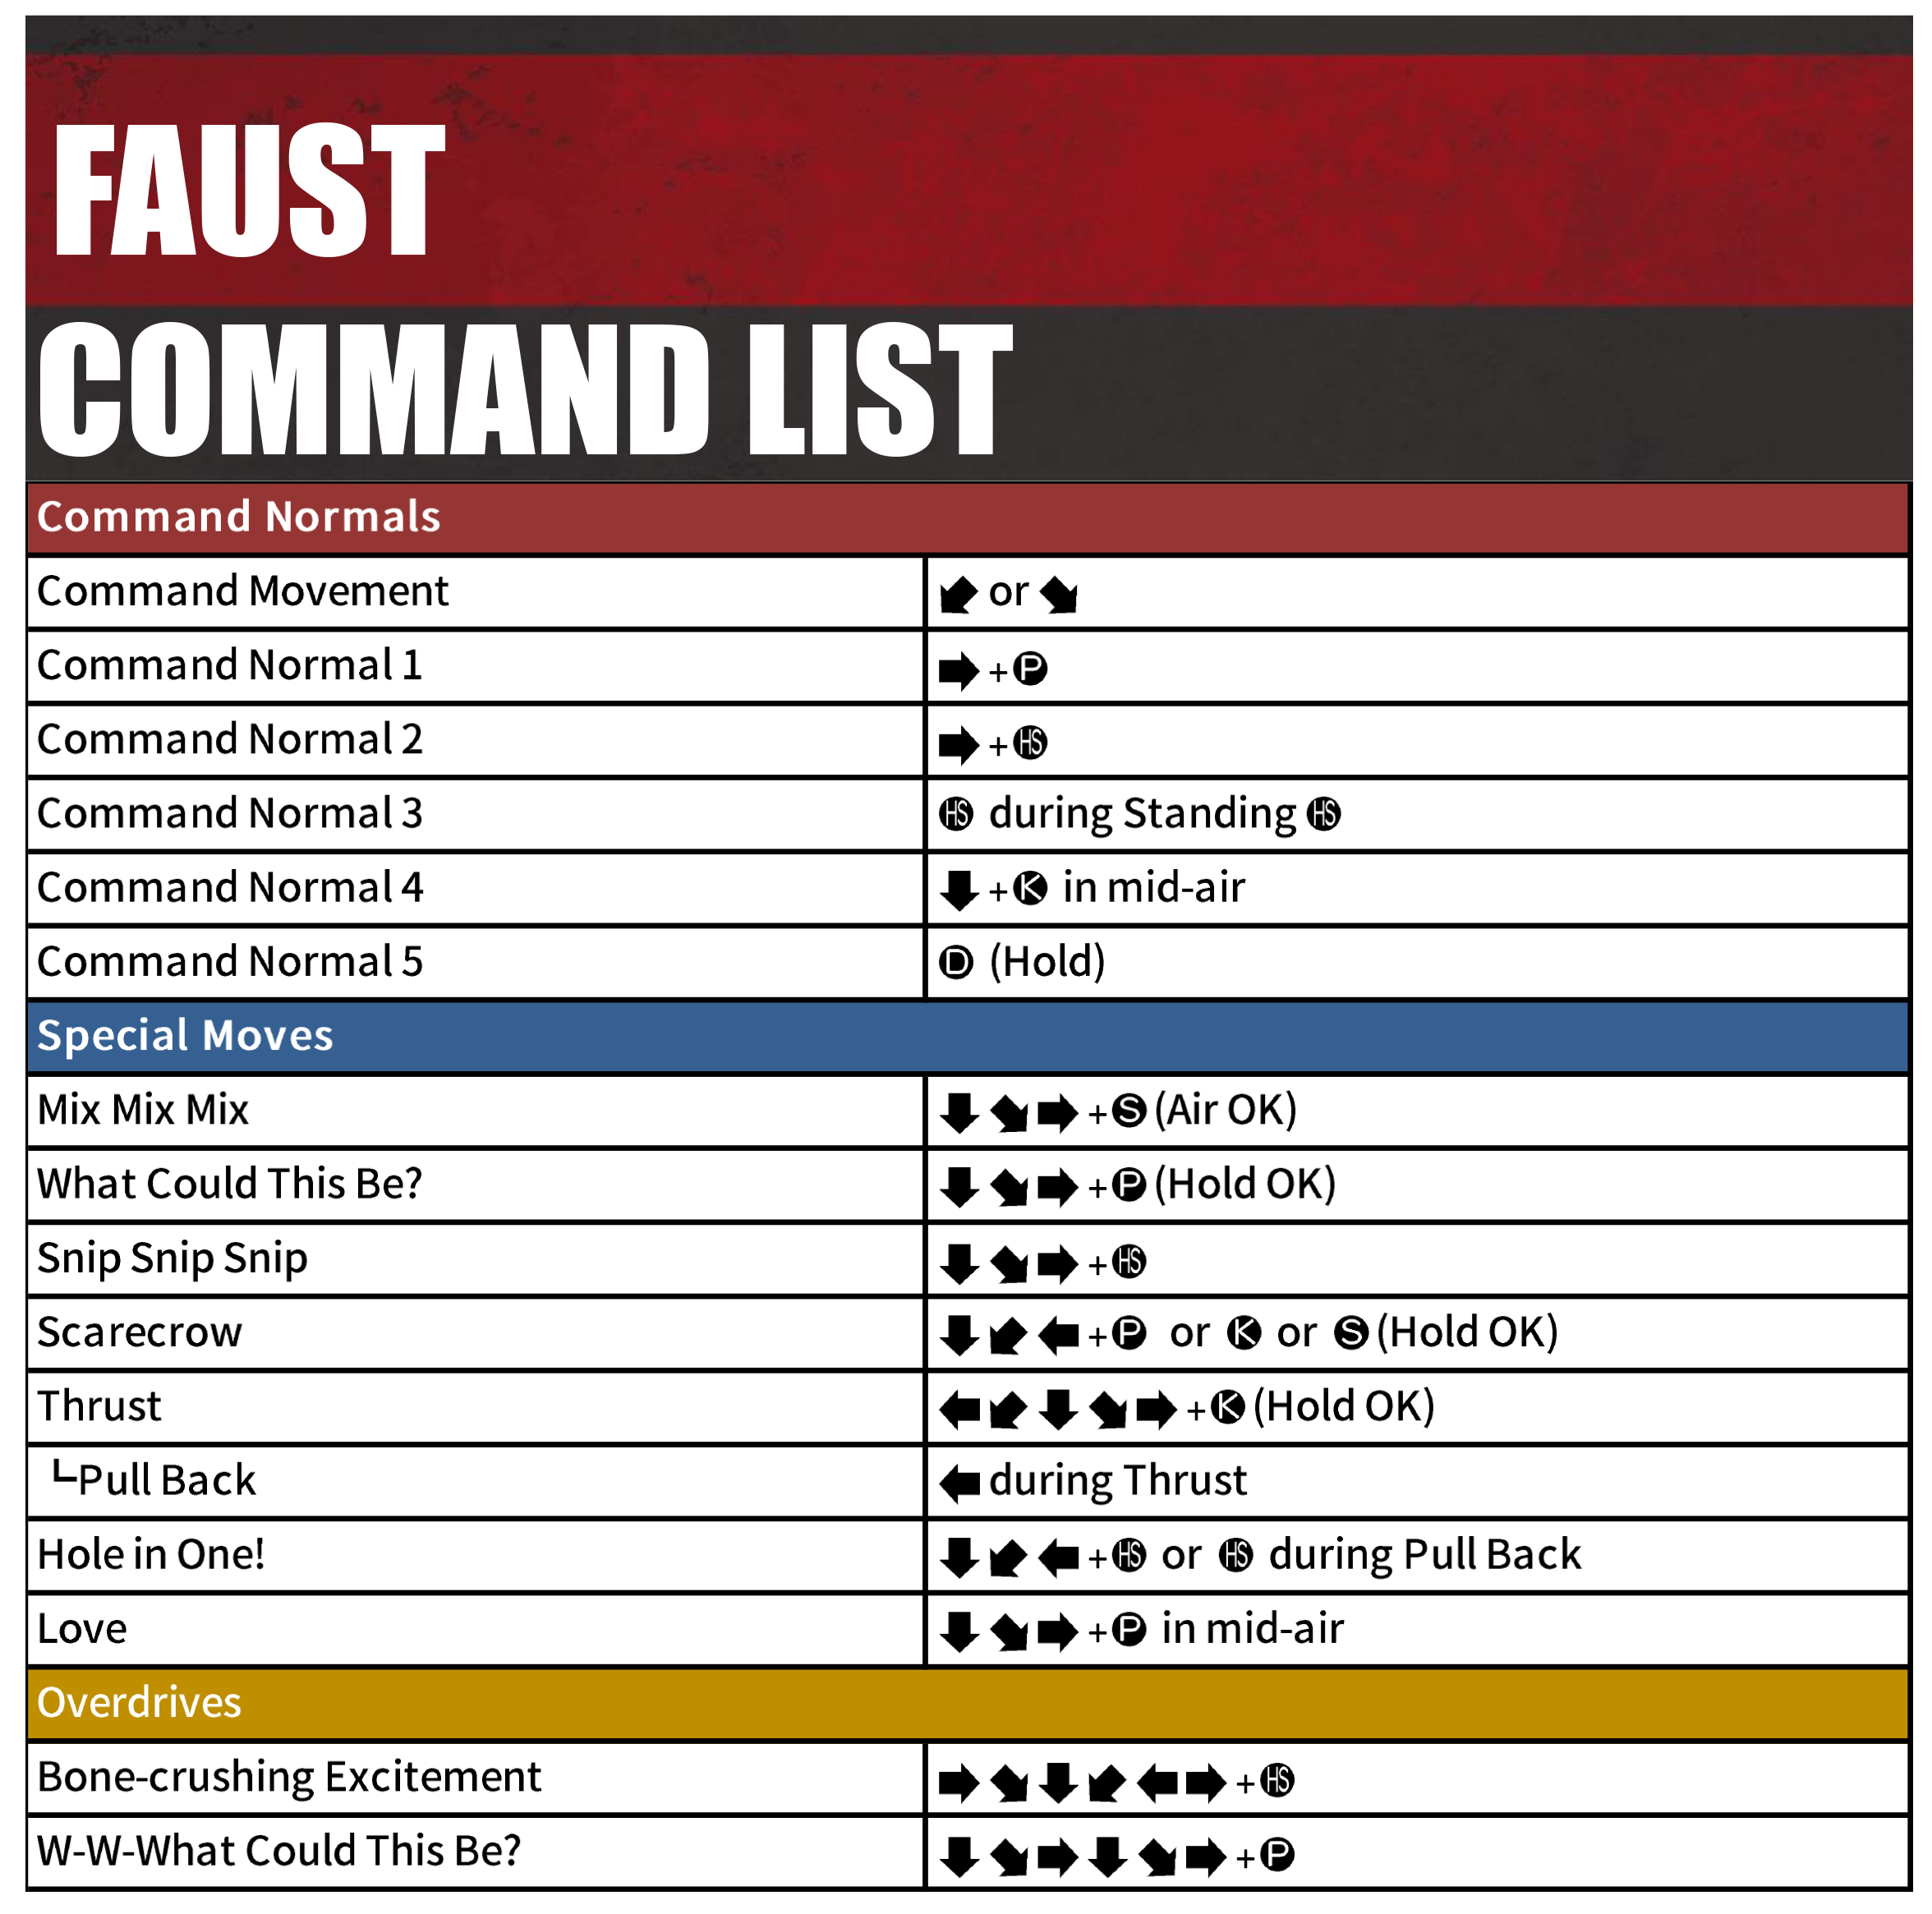 FAUST
COMMAND LIST
Command Normals
Command Movement ↙ or ↘
Command Normal 1 → + P
Command Normal 2 → + HS
Command Normal 3 HS during Standing HS
Command Normal 4 ↓ + K in mid-air
Command Normal 5 D (Hold)
Special Moves
Mix Mix Mix ↓ ↘ → + S (Air OK)
What Could This Be? ↓ ↘ → + P (Hold OK)
Snip Snip Snip ↓ ↘ → + HS
Scarecrow ↓ ↙ ← + P or K or S (Hold OK)
Thrust ← ↙ ↓ ↘ → + K (Hold OK)
┗Pull Back ← during Thrust
Hole in One! ↓ ↙ ← + HS or HS during Pull Back
Love ↓ ↘ → + P in mid-air
Overdrives
Bone-crushing Excitement → ↘ ↓ ↙ ← → + HS
W-W-What Could This Be? ↓ ↘ → ↓ ↘ → + P